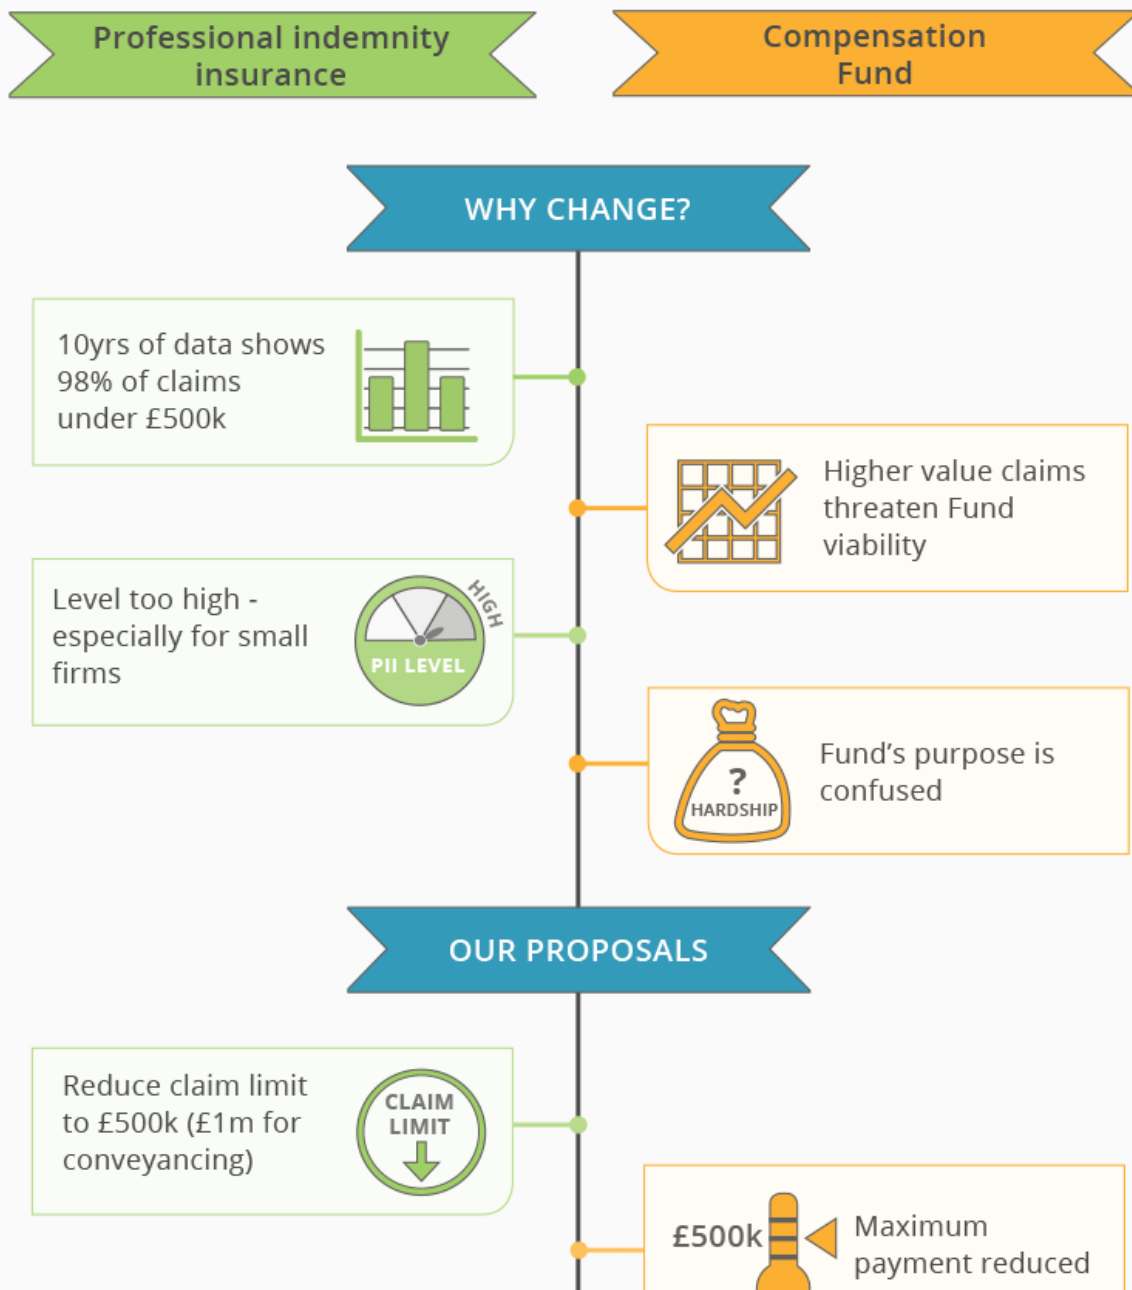 Professional indemnity
insurance
Compensation
Fund
WHY CHANGE?
10yrs of data shows
98% of claims
under £500k
Higher value claims
threaten Fund
viability
Level too high -
especially for small
firms
HIGH
PII LEVEL
?
HARDSHIP
Fund's purpose is
confused
OUR PROPOSALS
Reduce claim limit
to £500k (£1m for
conveyancing)
CLAIM
LIMIT
£500k
Maximum
payment reduced